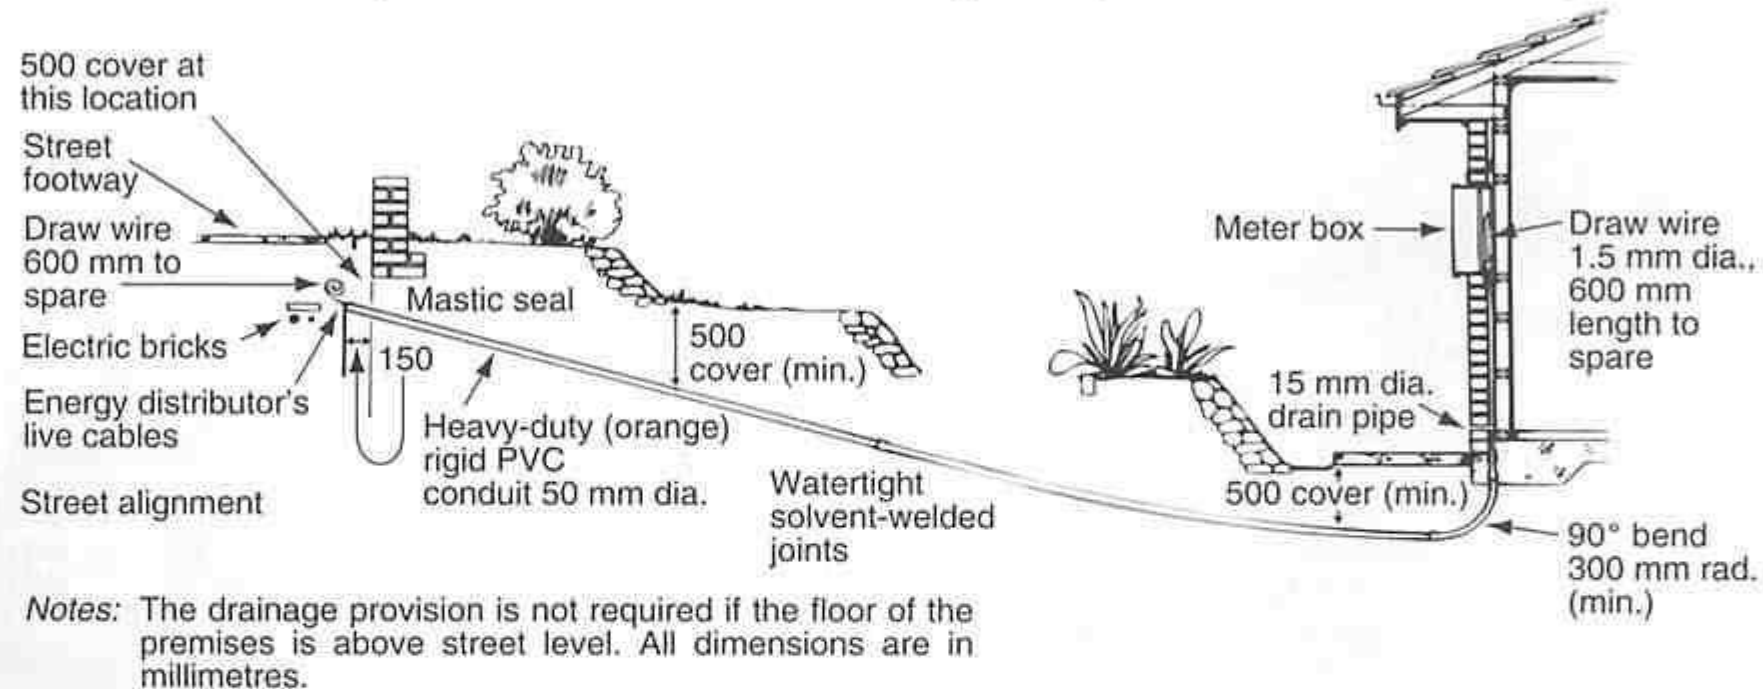 500 cover at
this location
Street
footway
Draw wire
600 mm to
spare
Electric bricks
Energy distributor's
live cables
Street alignment
Mastic seal
150
Heavy-duty (orange)
rigid PVC
conduit 50 mm dia.
500
cover (min.)
Watertight
solvent-welded
joints
Meter box
Draw wire
1.5 mm dia.,
600 mm
length to
spare
15 mm dia.
drain pipe
500 cover (min.)
90° bend
300 mm rad.
(min.)
Notes: The drainage provision is not required if the floor of the
premises is above street level. All dimensions are in
millimetres.